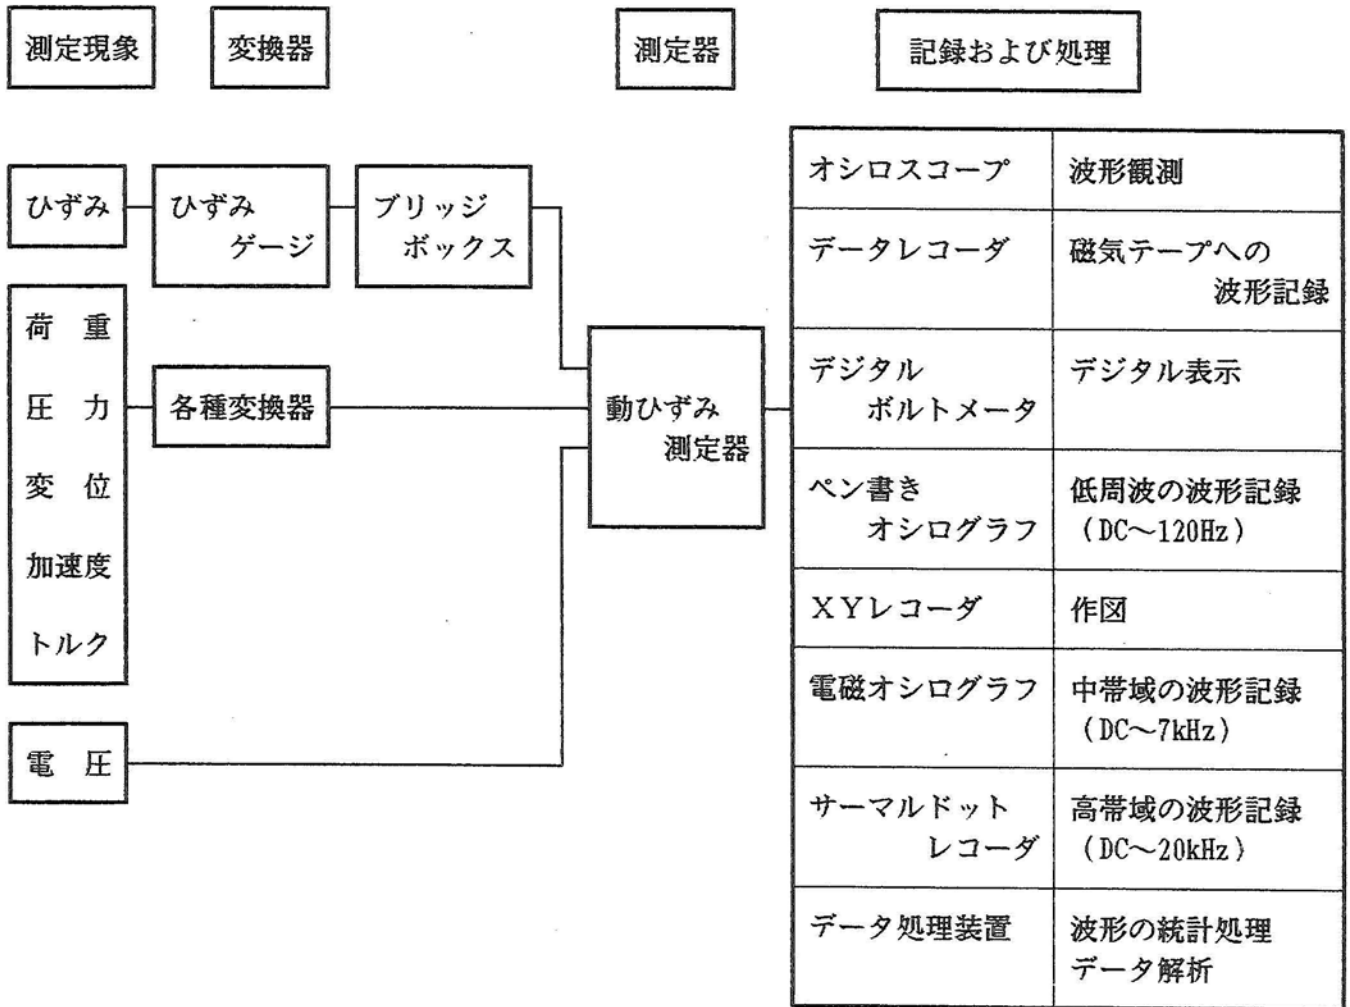 測定現象
変換器
測定器
記録および処理
ひずみ
ひずみ
ゲージ
ブリッジ
ボックス
荷 重
圧 力
変 位
加速度
トルク
各種変換器
電 圧
動ひずみ
測定器
オシロスコープ
波形観測
データレコーダ
磁気テープへの
波形記録
デジタル
ボルトメータ
デジタル表示
ペン書き
オシログラフ
低周波の波形記録
(DC～120Hz)
XYレコーダ
作図
電磁オシログラフ
中帯域の波形記録
(DC～7kHz)
サーマルドット
レコーダ
高帯域の波形記録
(DC～20kHz)
データ処理装置
波形の統計処理
データ解析